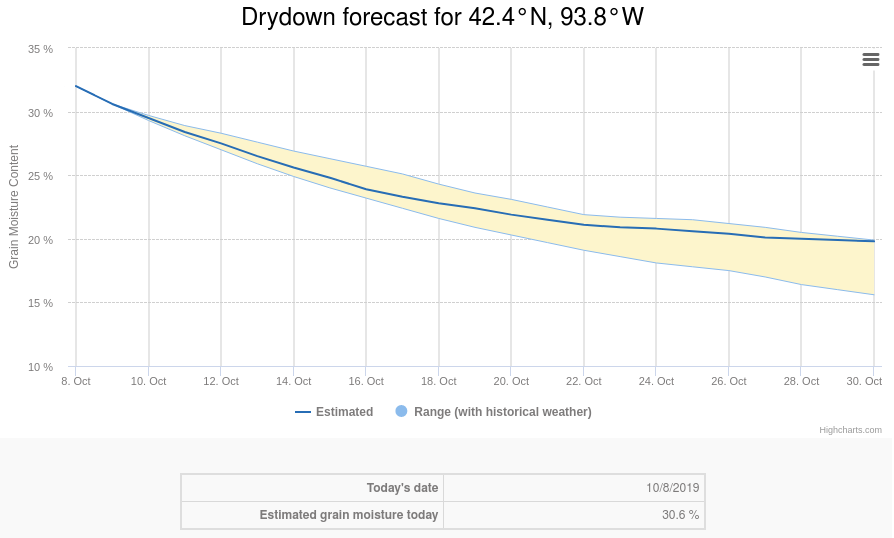 Drydown forecast for 42.4°N, 93.8°W
35 %
30 %
25 %
20 %
15 %
10 %
Grain Moisture Content
8. Oct 10. Oct 12. Oct 14. Oct 16. Oct 18. Oct 20. Oct 22. Oct 24. Oct 26. Oct 28. Oct 30. Oct
Estimated Range (with historical weather)
Highcharts.com
Today's date 10/8/2019
Estimated grain moisture today 30.6 %